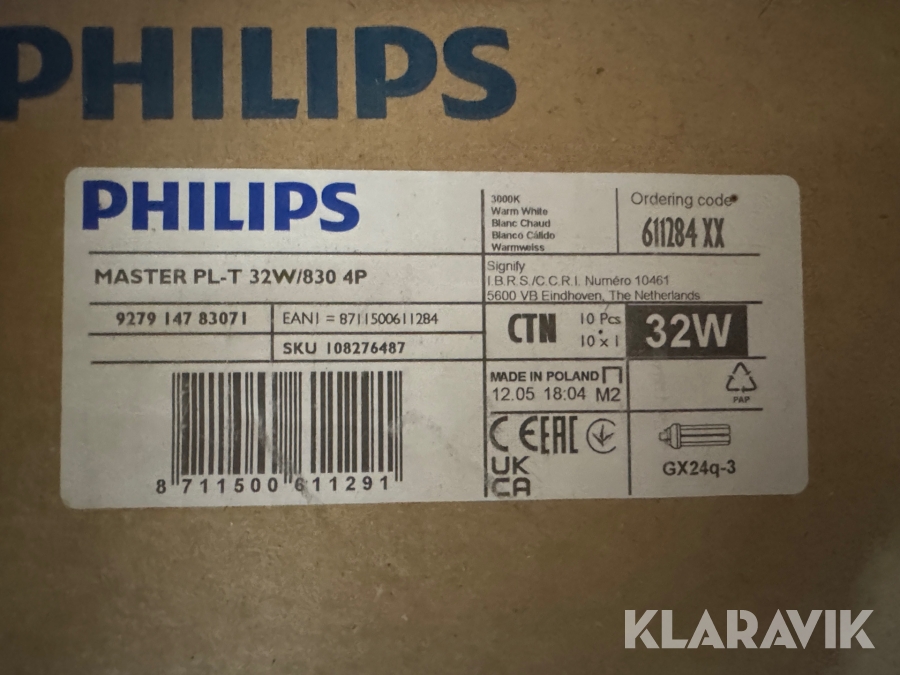 PHILIPS
PHILIPS
3000K
Warm White
Blanc Chaud
Blanco Cálido
Warmweiss
Ordering code
611284 XX
MASTER PL-T 32W/830 4P
Signify
I.B.R.S./C.C.R.I. Numéro 10461
5600 VB Eindhoven, The Netherlands
9279 147 83071
EAN1 = 8711500611284
SKU 108276487
CTN
10 Pcs
10 x 1
32W
MADE IN POLAND
12.05 18:04 M2
PAP
CE EAC
UK
CA
GX24q-3
8 711500 611291
KLARAVIK